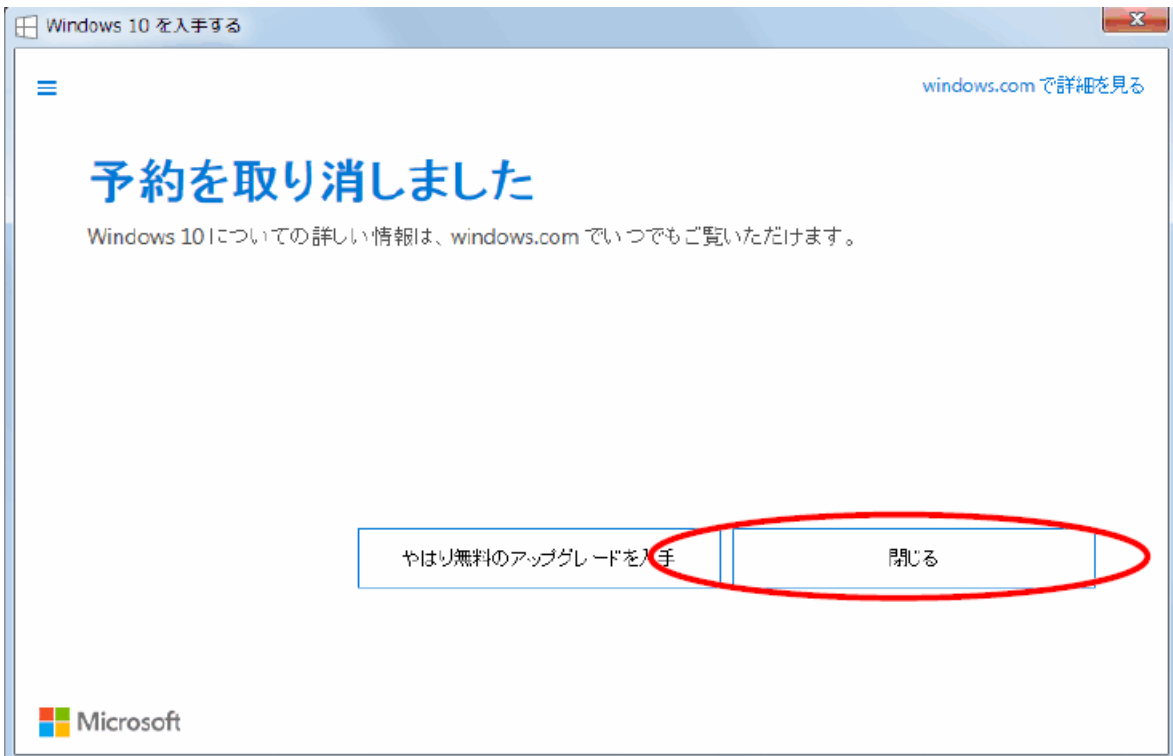 Windows 10 を入手する
windows.com で詳細を見る
予約を取り消しました
Windows 10 についての詳しい情報は、windows.com でいつでもご覧いただけます。
やはり無料のアップグレードを入手
閉じる
Microsoft